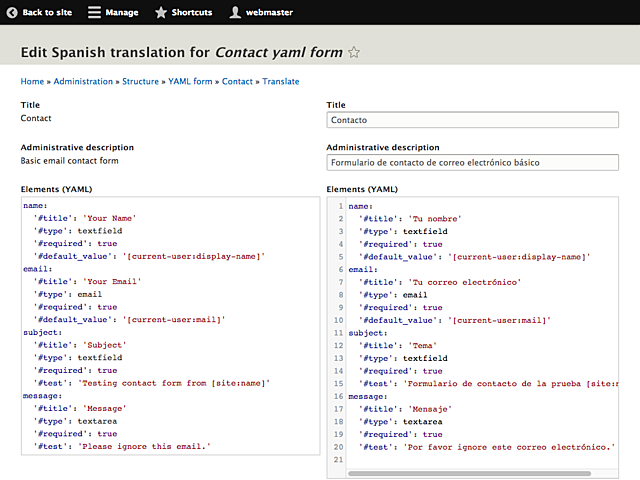 Back to site Manage Shortcuts webmaster
Edit Spanish translation for Contact yaml form
Home » Administration » Structure » YAML form » Contact » Translate
Title
Contact
Title
Contacto
Administrative description
Basic email contact form
Administrative description
Formulario de contacto de correo electrónico básico
Elements (YAML)
name:
'#title': 'Your Name'
'#type': textfield
'#required': true
'#default_value': '[current-user:display-name]'
email:
'#title': 'Your Email'
'#type': email
'#required': true
'#default_value': '[current-user:mail]'
subject:
'#title': 'Subject'
'#type': textfield
'#required': true
'#test': 'Testing contact form from [site:name]'
message:
'#title': 'Message'
'#type': textarea
'#required': true
'#test': 'Please ignore this email.'
Elements (YAML)
1 name:
2 '#title': 'Tu nombre'
3 '#type': textfield
4 '#required': true
5 '#default_value': '[current-user:display-name]'
6 email:
7 '#title': 'Tu correo electrónico'
8 '#type': email
9 '#required': true
10 '#default_value': '[current-user:mail]'
11 subject:
12 '#title': 'Tema'
13 '#type': textfield
14 '#required': true
15 '#test': 'Formulario de contacto de la prueba [site:
16 message:
17 '#title': 'Mensaje'
18 '#type': textarea
19 '#required': true
20 '#test': 'Por favor ignore este correo electrónico.'
21